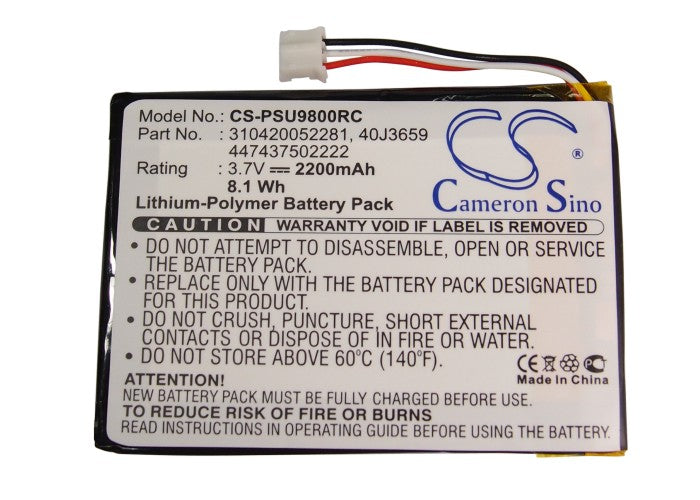 Model No.: CS-PSU9800RC
Part No. : 310420052281, 40J3659
447437502222
Rating : 3.7V 2200mAh
8.1 Wh
Lithium-Polymer Battery Pack
CS
®
Cameron Sino
CAUTION WARRANTY VOID IF LABEL IS REMOVED
•DO NOT ATTEMPT TO DISASSEMBLE, OPEN OR SERVICE
THE BATTERY PACK.
•REPLACE ONLY WITH THE BATTERY PACK DESIGNATED
FOR THIS PRODUCT.
•DO NOT CRUSH, PUNCTURE, SHORT EXTERNAL
CONTACTS OR DISPOSE OF IN FIRE OR WATER.
•DO NOT STORE ABOVE 60°C (140°F).
CE
Made In China
ATTENTION!
NEW BATTERY PACK MUST BE FULLY CHARGED BEFORE USE.
TO REDUCE RISK OF FIRE OR BURNS
READ INSTRUCTIONS IN OPERATING GUIDE BEFORE USING BATTERY.